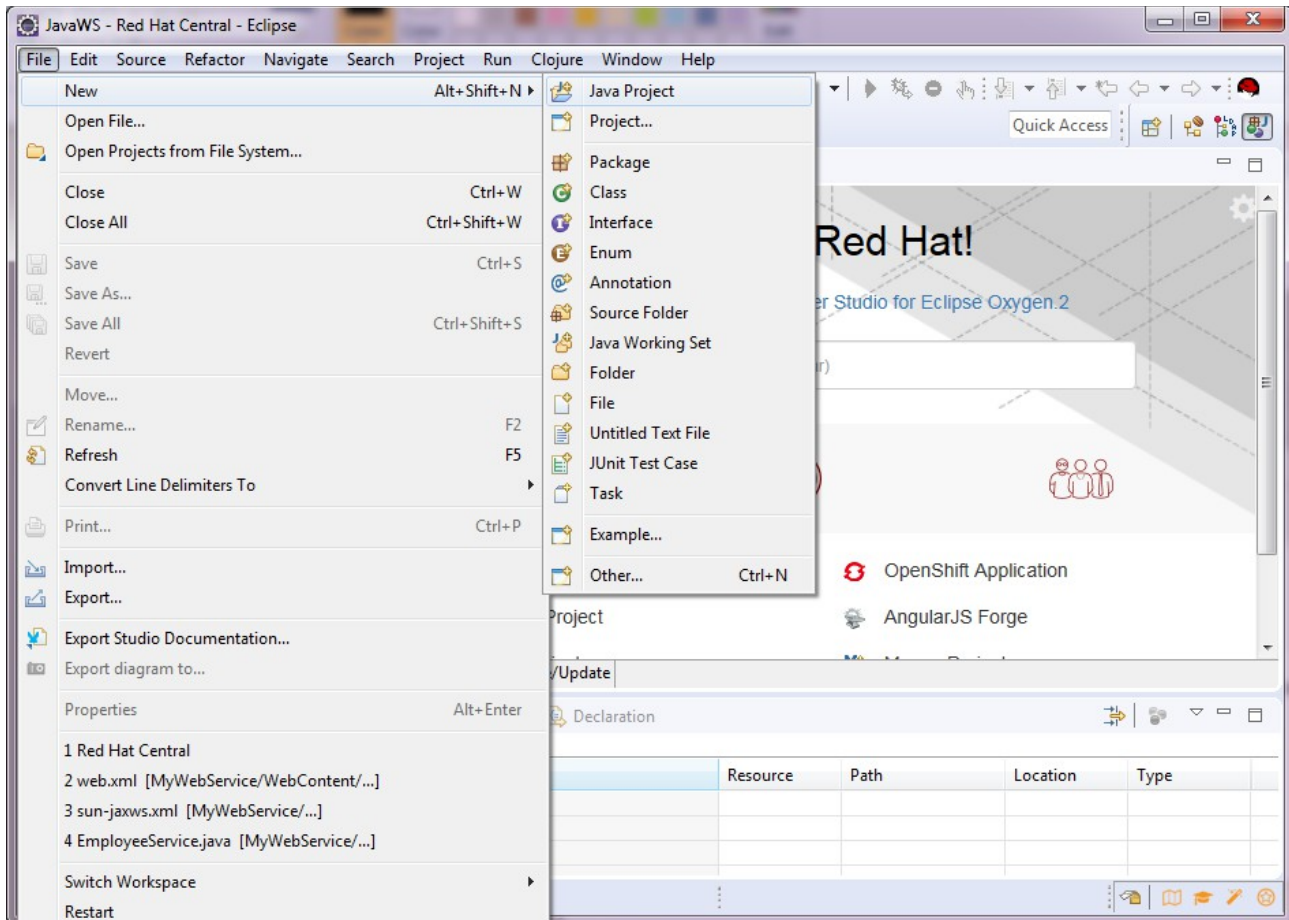 JavaWS - Red Hat Central - Eclipse
File Edit Source Refactor Navigate Search Project Run Clojure Window Help
New Alt+Shift+N
Open File...
Open Projects from File System...
Close Ctrl+W
Close All Ctrl+Shift+W
Save Ctrl+S
Save As...
Save All Ctrl+Shift+S
Revert
Move...
Rename... F2
Refresh F5
Convert Line Delimiters To
Print... Ctrl+P
Import...
Export...
Export Studio Documentation...
Export diagram to...
Properties Alt+Enter
1 Red Hat Central
2 web.xml [MyWebService/WebContent/...]
3 sun-jaxws.xml [MyWebService/...]
4 EmployeeService.java [MyWebService/...]
Switch Workspace
Restart
Java Project
Project...
Package
Class
Interface
Enum
Annotation
Source Folder
Java Working Set
Folder
File
Untitled Text File
JUnit Test Case
Task
Example...
Other... Ctrl+N
Quick Access
Red Hat!
er Studio for Eclipse Oxygen.2
OpenShift Application
Project
AngularJS Forge
/Update
Declaration
Resource Path Location Type